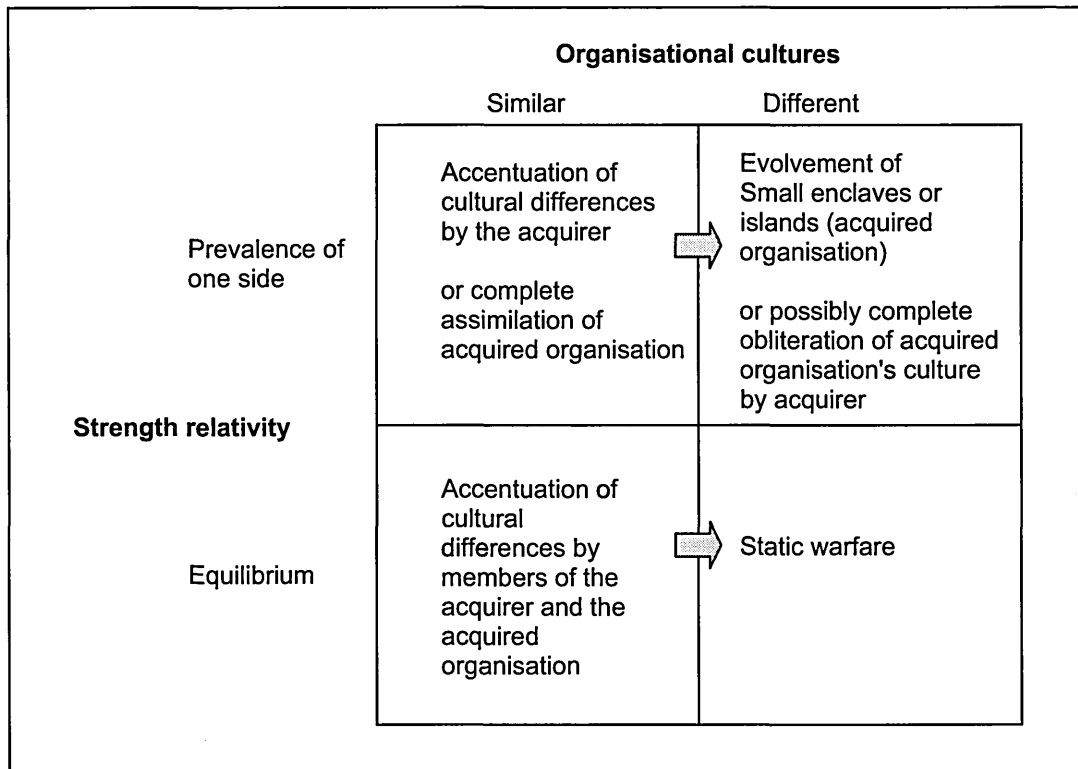 Organisational cultures
Similar
Different
Prevalence of
one side
Accentuation of
cultural differences
by the acquirer
or complete
assimilation of
acquired organisation
Evolvement of
Small enclaves or
islands (acquired
organisation)
or possibly complete
obliteration of acquired
organisation's culture
by acquirer
Strength relativity
Equilibrium
Accentuation of
cultural
differences by
members of the
acquirer and the
acquired
organisation
Static warfare